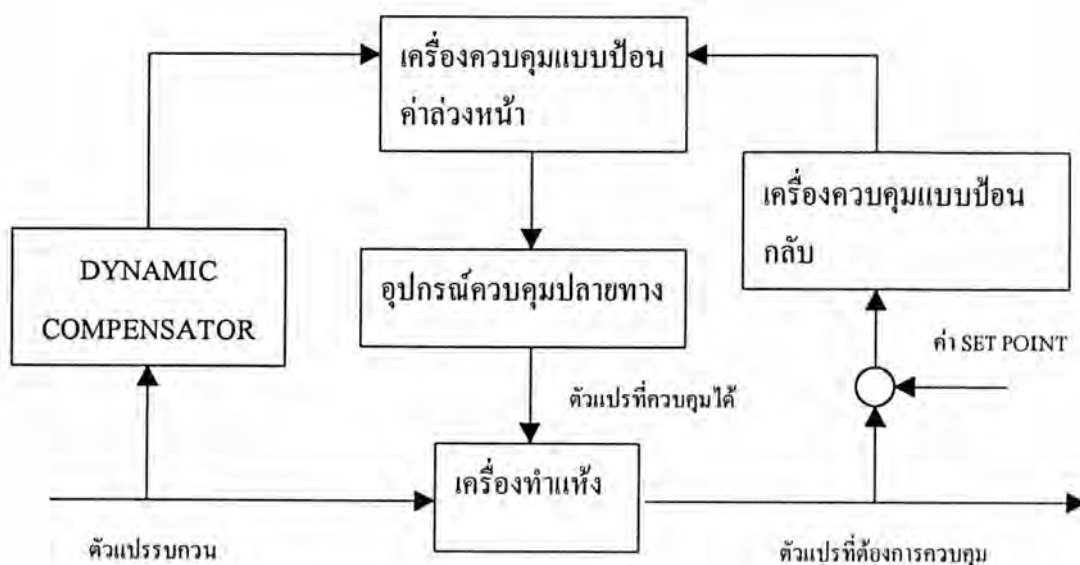 เครื่องควบคุมแบบป้อน
ค่าล่วงหน้า
เครื่องควบคุมแบบป้อน
กลับ
DYNAMIC
COMPENSATOR
อุปกรณ์ควบคุมปลายทาง
ค่า SET POINT
ตัวแปรที่ควบคุมได้
เครื่องทำแห้ง
ตัวแปรรบกวน
ตัวแปรที่ต้องการควบคุม